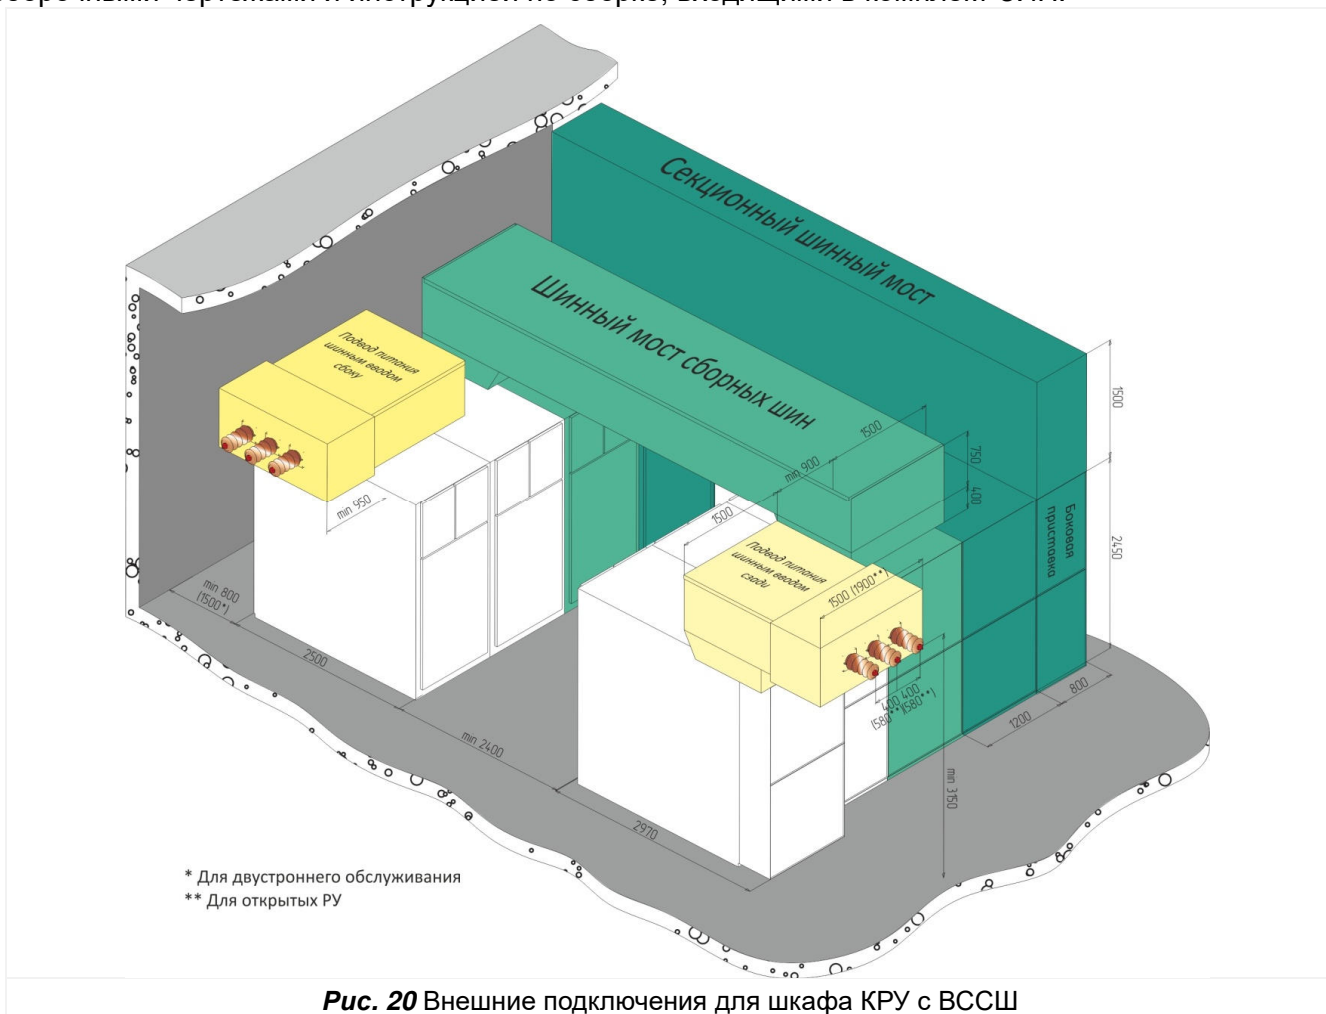 Секционный шинный мост
Шинный мост сборных шин
Подвод питания
шинным вводом
сбоку
1500
1500
min 900
750
400
1500
min 950
Боковая
приставка
2450
Подвод питания
шинным вводом
сзади
1500 (1900**)
min 800
(1500*)
2500
400 400
(580**)(580**)
800
1200
min 2400
min 3150
2970
* Для двустроннего обслуживания
** Для открытых РУ
Рис. 20 Внешние подключения для шкафа КРУ с ВССШ